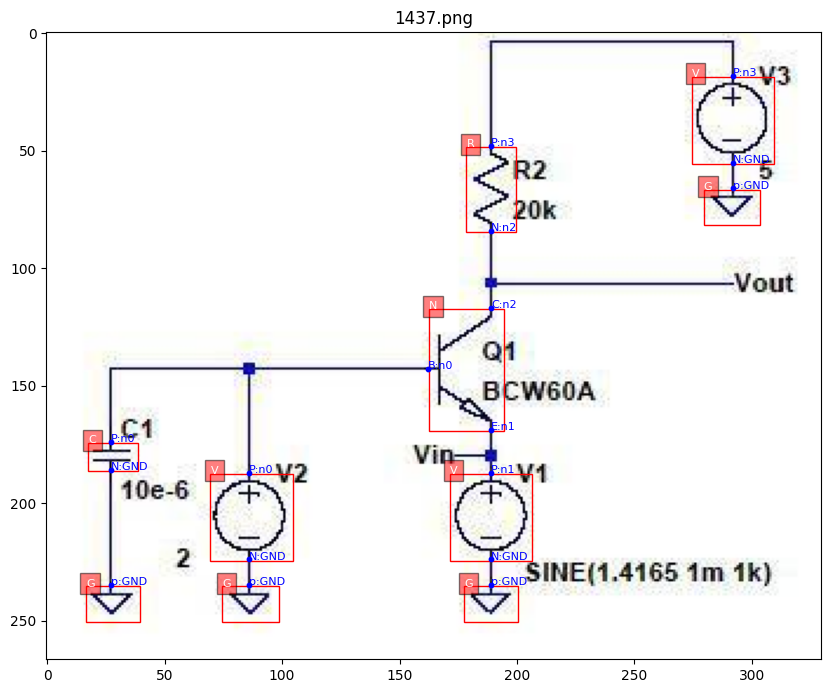 1437.png
0
V
P:n3
V3
50
R
P:n3
N:GND
R2
5
G
p:GND
20k
N:n2
100
Vout
N
C:n2
Q1
150
B:n0
BCW60A
C1
E:n1
C
P:n0
Vin
N:GND
V
P:n0
V2
V
P:n1
V1
10e-6
200
2
N:GND
N:GND
SINE(1.4165 1m 1k)
G
p:GND
G
p:GND
G
p:GND
250
0
50
100
150
200
250
300